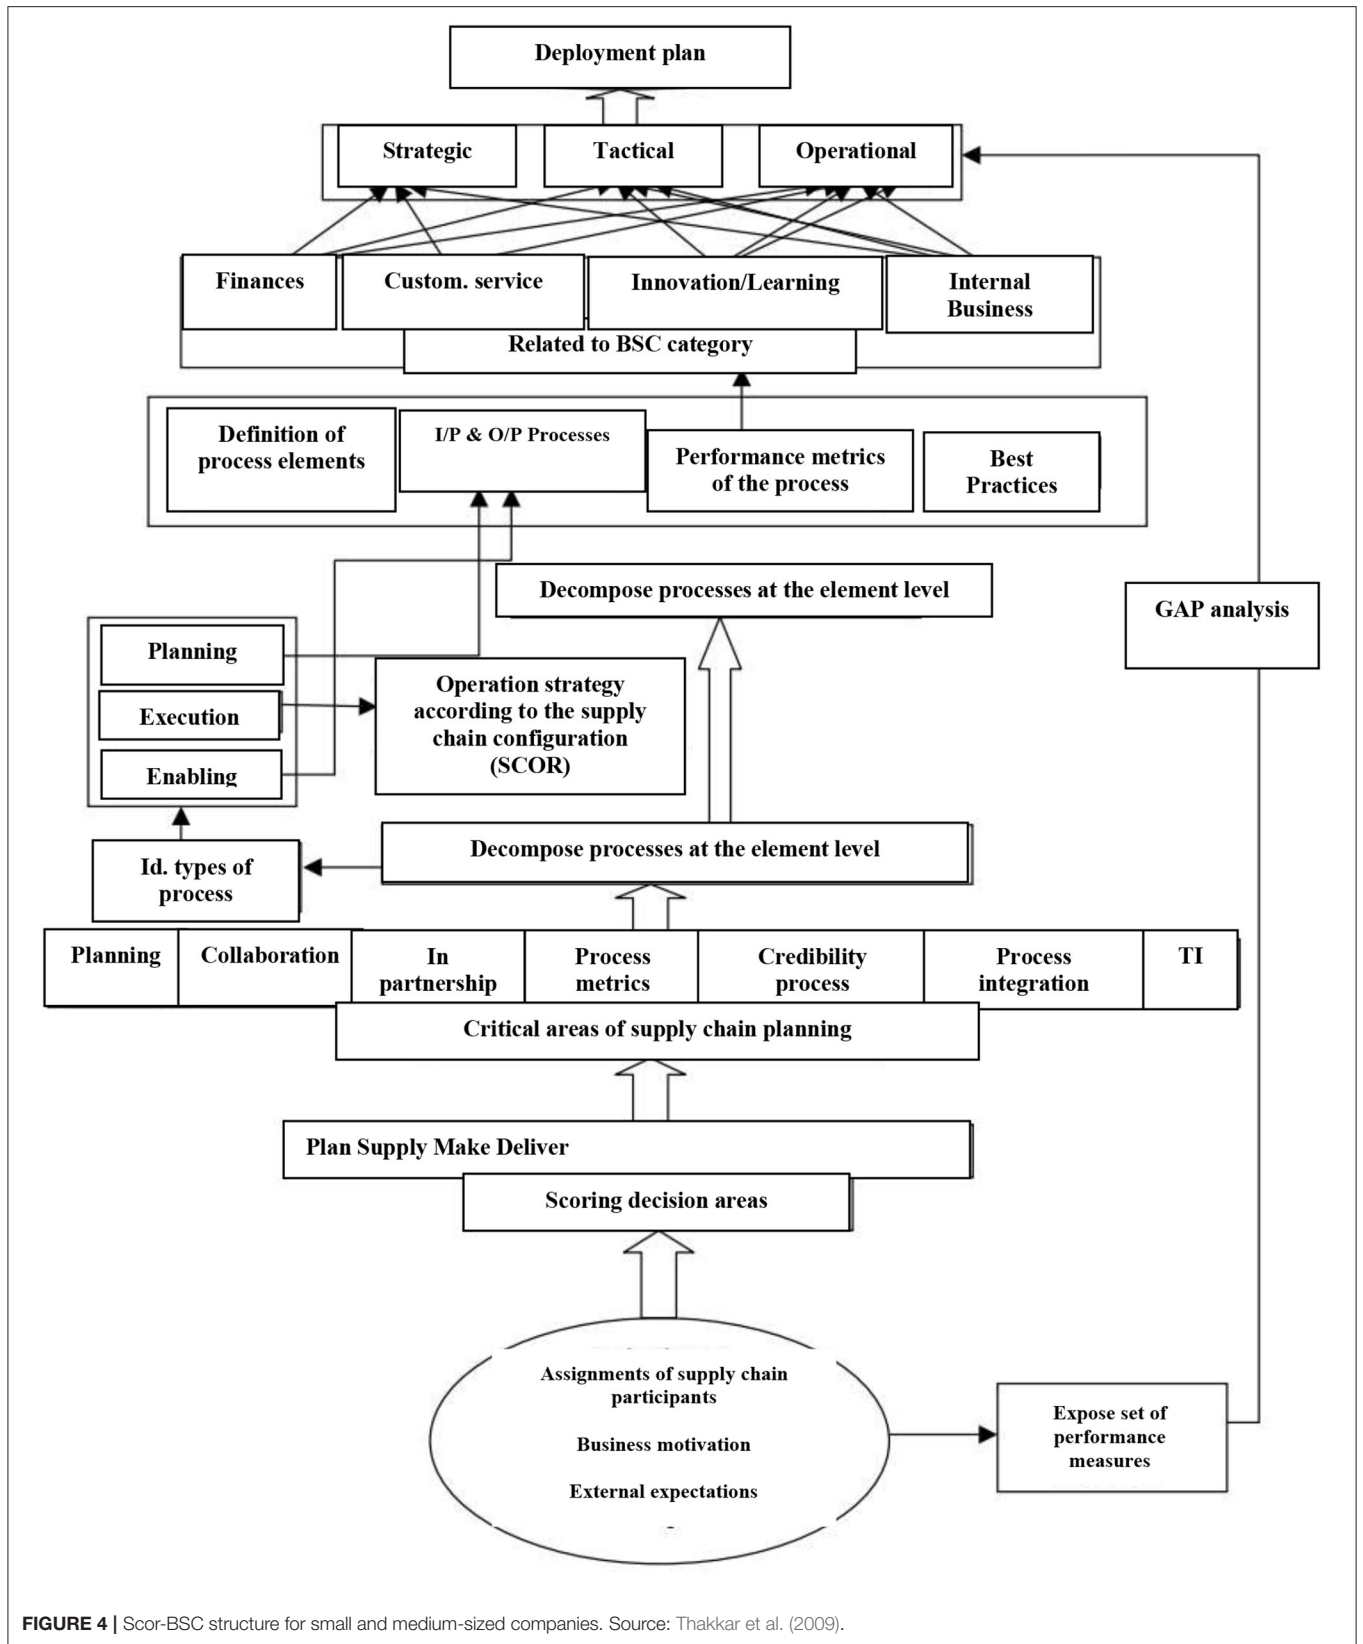 Deployment plan
Strategic
Tactical
Operational
Finances
Custom. service
Innovation/Learning
Internal
Business
Related to BSC category
Definition of
process elements
I/P & O/P Processes
Performance metrics
of the process
Best
Practices
Decompose processes at the element level
GAP analysis
Planning
Execution
Enabling
Operation strategy
according to the supply
chain configuration
(SCOR)
Id. types of
process
Decompose processes at the element level
Planning
Collaboration
In
partnership
Process
metrics
Credibility
process
Process
integration
TI
Critical areas of supply chain planning
Plan Supply Make Deliver
Scoring decision areas
Assignments of supply chain
participants
Business motivation
External expectations
Expose set of
performance
measures
FIGURE 4 | Scor-BSC structure for small and medium-sized companies. Source: Thakkar et al. (2009).